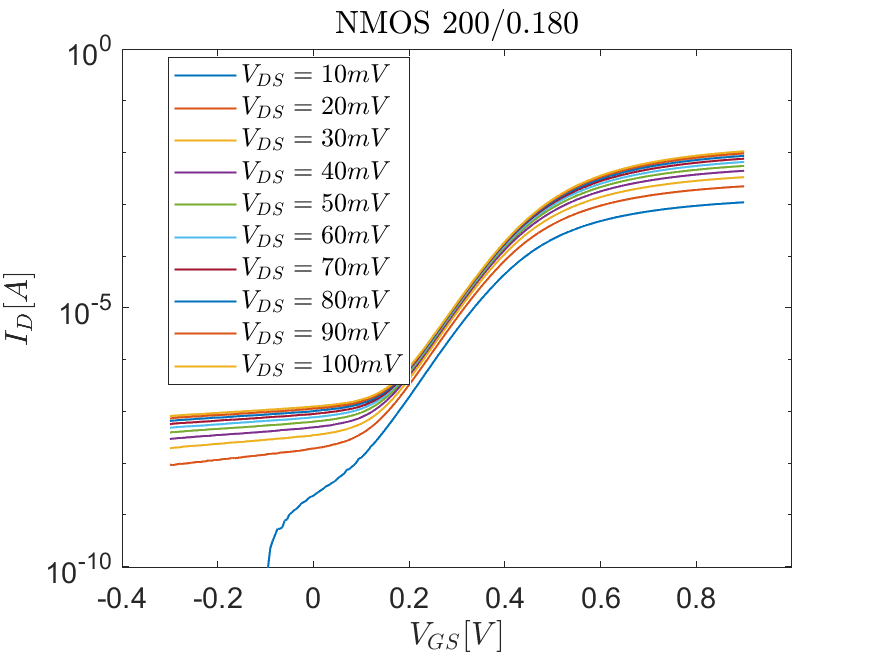 NMOS 200/0.180
10^0
V_DS = 10mV
V_DS = 20mV
V_DS = 30mV
V_DS = 40mV
V_DS = 50mV
V_DS = 60mV
V_DS = 70mV
V_DS = 80mV
V_DS = 90mV
V_DS = 100mV
I_D[A]
10^-5
10^-10
-0.4 -0.2 0 0.2 0.4 0.6 0.8
V_GS[V]